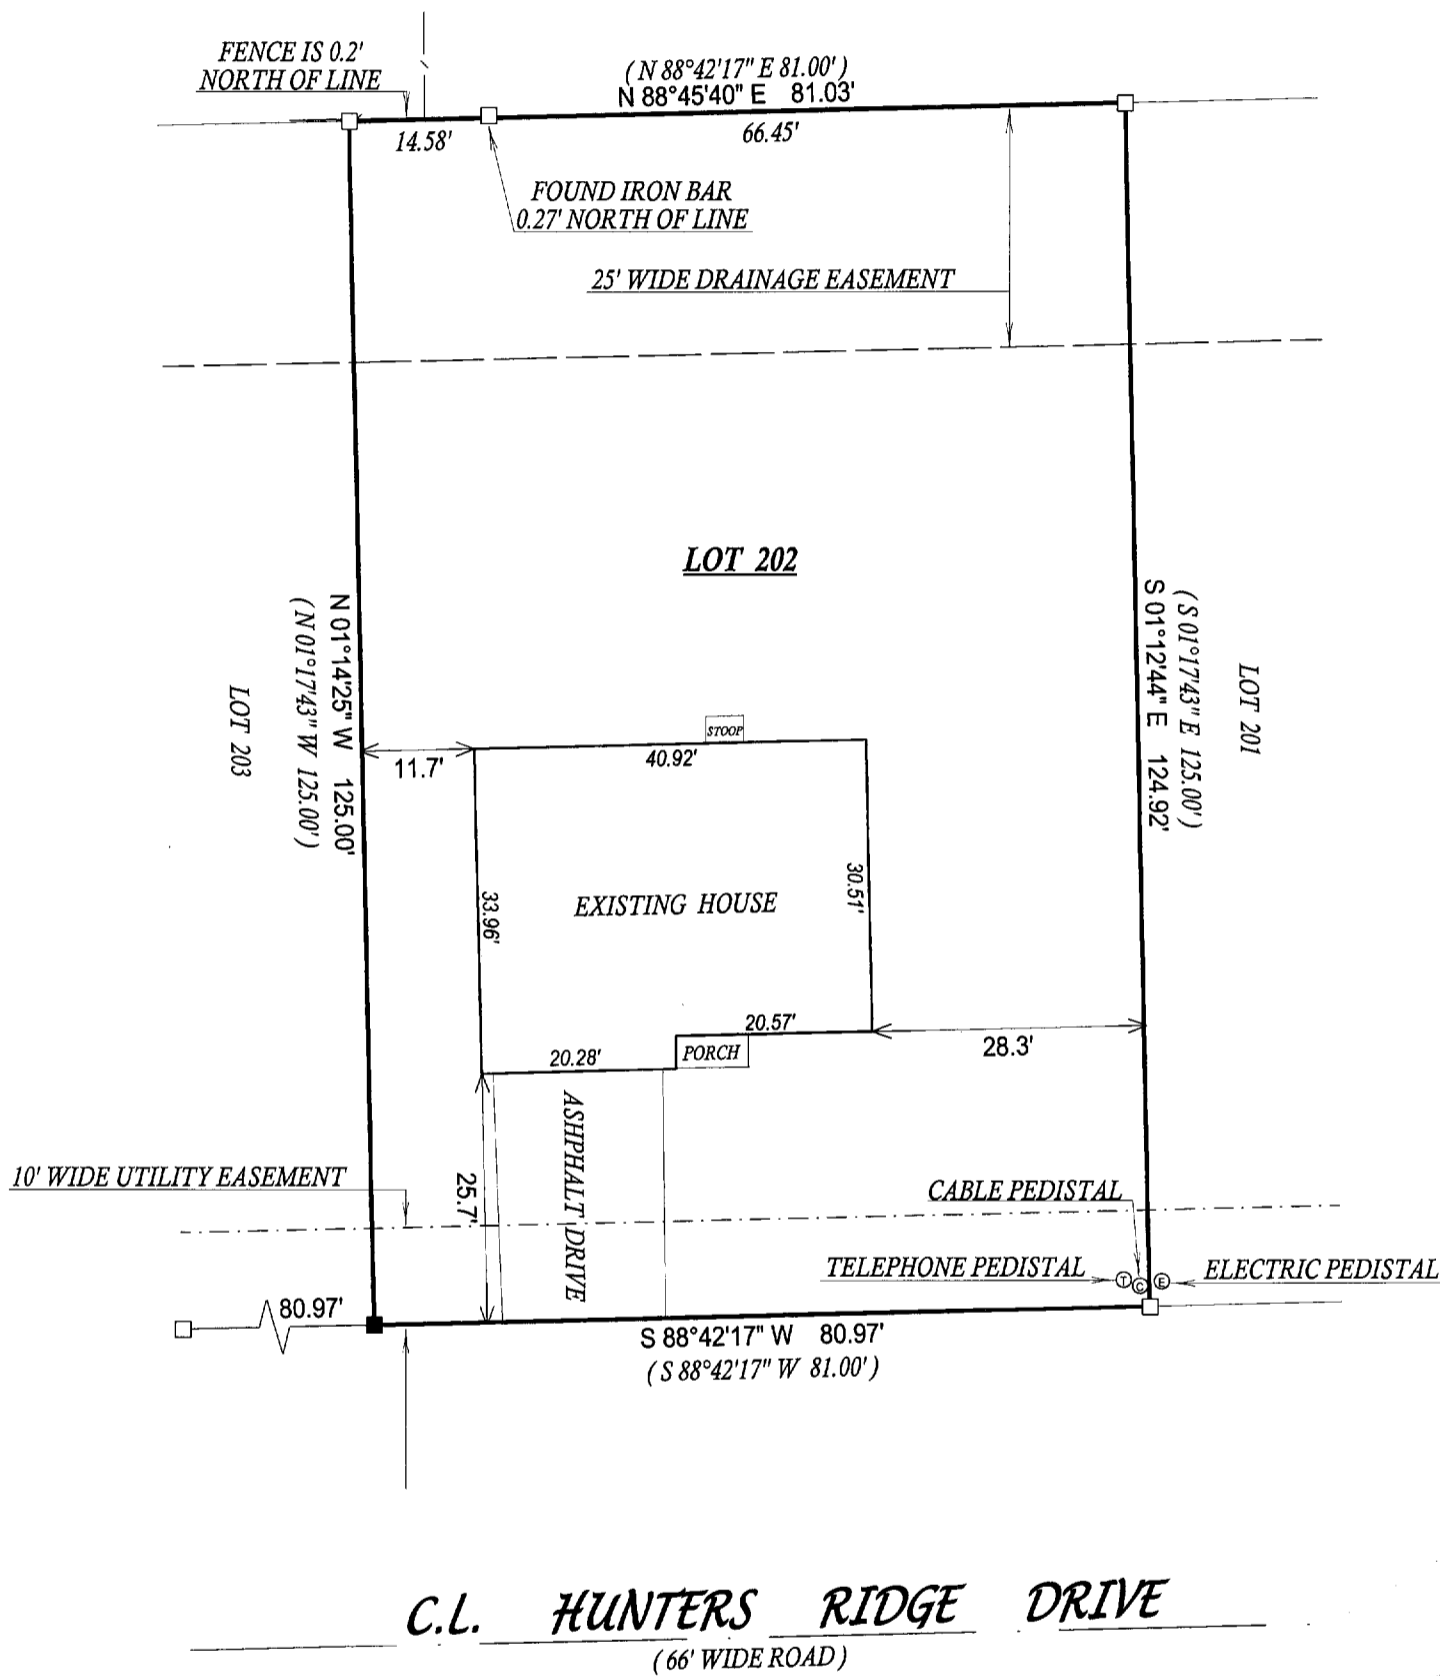 FENCE IS 0.2'
NORTH OF LINE
( N 88°42'17" E 81.00' )
N 88°45'40" E 81.03'
14.58'
66.45'
FOUND IRON BAR
0.27' NORTH OF LINE
25' WIDE DRAINAGE EASEMENT
LOT 202
N 01°14'25" W 125.00'
( N 01°17'43" W 125.00' )
LOT 203
( S 01°17'43" E 125.00' )
S 01°12'44" E 124.92'
LOT 201
STOOP
40.92'
11.7'
33.96'
EXISTING HOUSE
30.51'
20.57'
28.3'
20.28'
PORCH
ASHPHALT DRIVE
25.7'
10' WIDE UTILITY EASEMENT
CABLE PEDISTAL
TELEPHONE PEDISTAL
T
C
E
ELECTRIC PEDISTAL
80.97'
S 88°42'17" W 80.97'
( S 88°42'17" W 81.00' )
C.L. HUNTERS RIDGE DRIVE
( 66' WIDE ROAD )